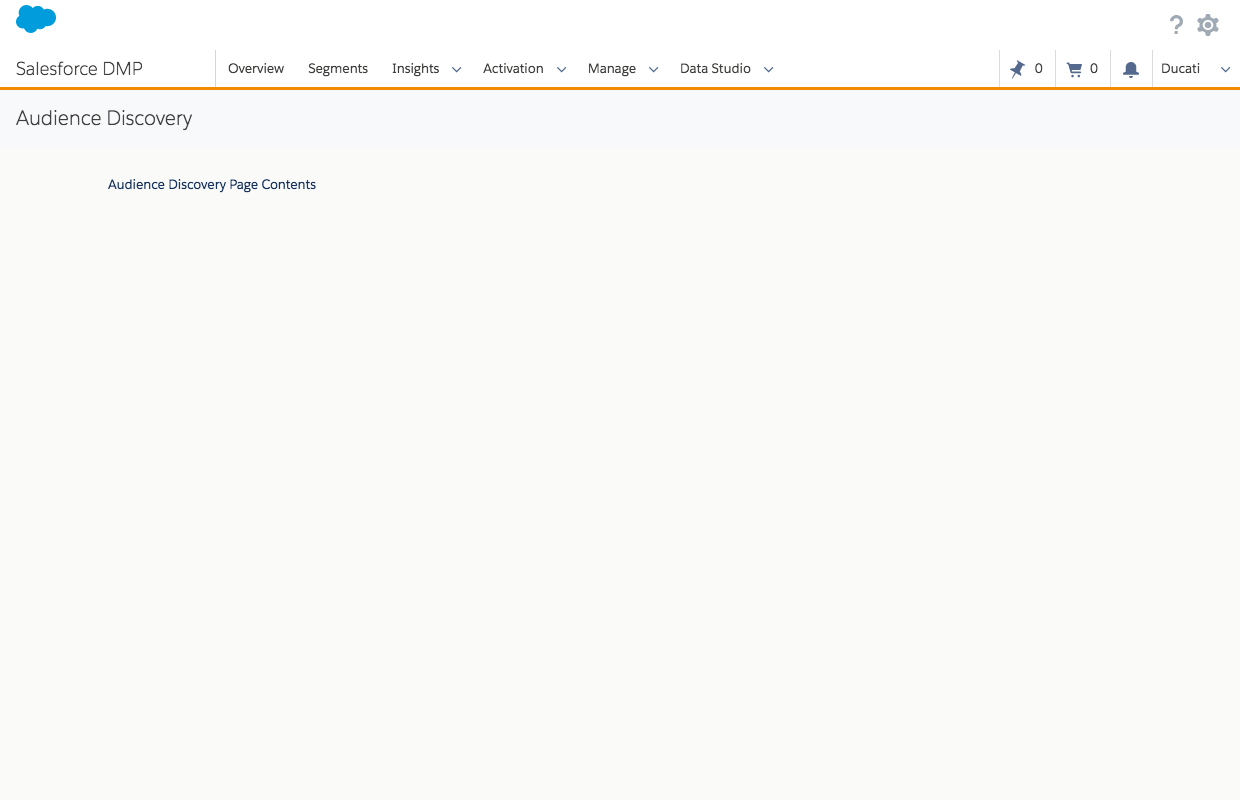 Salesforce DMP Overview Segments Insights Activation Manage Data Studio 0 0 Ducati
Audience Discovery
Audience Discovery Page Contents